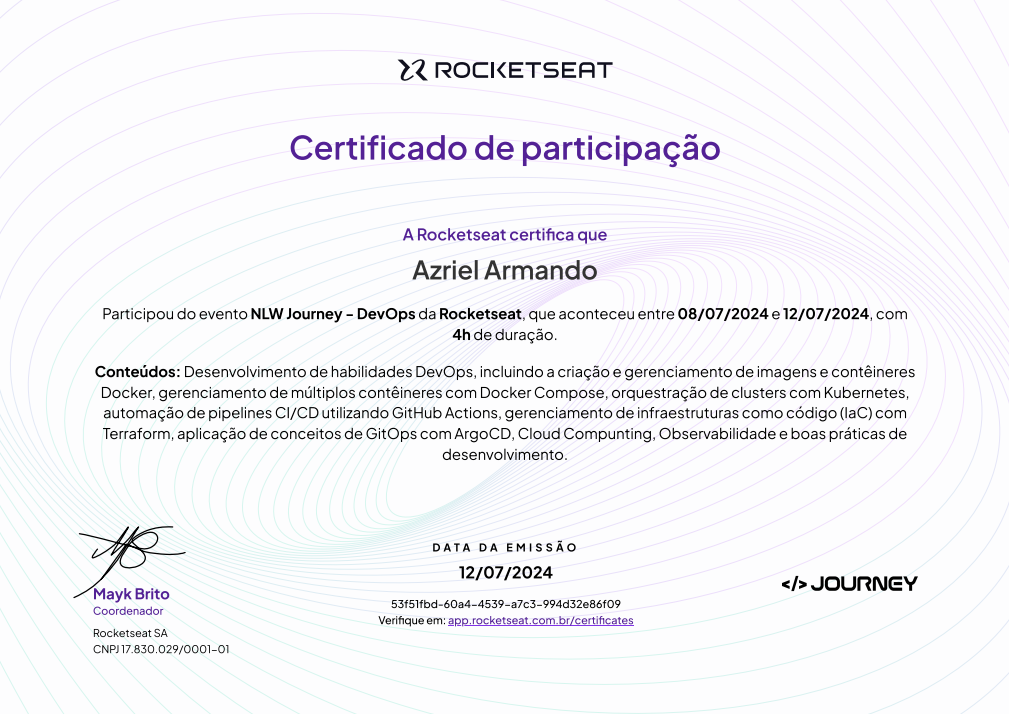 ROCKETSEAT
Certificado de participação
A Rocketseat certifica que
Azriel Armando
Participou do evento NLW Journey - DevOps da Rocketseat, que aconteceu entre 08/07/2024 e 12/07/2024, com
4h de duração.
Conteúdos: Desenvolvimento de habilidades DevOps, incluindo a criação e gerenciamento de imagens e contêineres
Docker, gerenciamento de múltiplos contêineres com Docker Compose, orquestração de clusters com Kubernetes,
automação de pipelines CI/CD utilizando GitHub Actions, gerenciamento de infraestruturas como código (IaC) com
Terraform, aplicação de conceitos de GitOps com ArgoCD, Cloud Compunting, Observabilidade e boas práticas de
desenvolvimento.
Mayk Brito
Coordenador
Rocketseat SA
CNPJ 17.830.029/0001-01
DATA DA EMISSÃO
12/07/2024
53f51fbd-60a4-4539-a7c3-994d32e86f09
Verifique em: app.rocketseat.com.br/certificates
</> JOURNEY